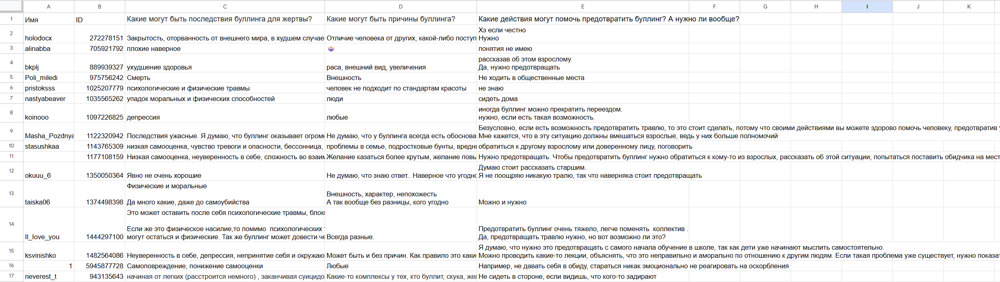 A B C D E F G H I J K
1 Имя ID Какие могут быть последствия буллинга для жертвы? Какие могут быть причины буллинга? Какие действия могут помочь предотвратить буллинг? А нужно ли вообще?
Хз если честно
2 holodocx 272278151 Закрытость, оторванность от внешнего мира, в худшем случае Отличие человека от других, какой-либо поступ Нужно
3 alinabba 705921792 плохие наверное 🤷🏼‍♀️ понятия не имею
рассказав об этом взрослому.
4 bkplj 889939327 ухудшение здоровья раса, внешний вид, увеличения Да, нужно предотвращать
5 Poli_miledi 975756242 Смерть Внешность Не ходить в общественные места
6 pristoksss 1025207779 психологические и физические травмы человек не подходит по стандартам красоты не знаю
7 nastyabeaver 1035565262 упадок моральных и физических способностей люди сидеть дома
иногда буллинг можно прекратить переездом.
8 koinooo 1097226825 депрессия любые нужно, если есть такая возможность.
Безусловно, если есть возможность предотвратить травлю, то это стоит сделать, потому что своими действиями вы можете здорово помочь человеку, предотвратив
9 Masha_Pozdnya 1122320942 Последствия ужасные. Я думаю, что буллинг оказывает огром Не думаю, что у буллинга всегда есть обоснова Мне кажется, что в эту ситуацию должны вмешаться взрослые, ведь у них больше полномочий
10 stasushkaa 1143765309 низкая самооценка, чувство тревоги и опасности, бессонница, проблемы в семье, подростковые бунты, вредн обратиться к другому взрослому или доверенному лицу, поговорить
11 1177108159 Низкая самооценка, неуверенность в себе, сложность во взаим Желание казаться более крутым, желание повы Нужно предотвращать. Чтобы предотвратить буллинг нужно обратиться к кому-то из взрослых, рассказать об этой ситуации, попытаться поставить обидчика на мест
Думаю стоит рассказать старшим.
12 okuuu_6 1350050364 Явно не очень хорошие Не думаю, что знаю ответ.. Наверное что угодно Я не поощряю никакую тралю, так что наверняка стоит предотвращать
Физические и моральные
Внешность, характер, непохожесть
13 taiska06 1374498398 Да много какие, даже до самоубийства А так вообще без разницы, кого угодно Можно и нужно
Это может оставить после себя психологические травмы, блок
Если же это физическое насилие,то помимо психологических Предотвратить буллинг очень тяжело, легче поменять коллектив .
14 Il_love_you 1444297100 могут остаться и физические. Так же буллинг может довести че Всегда разные. Да, предотвращать травлю нужно, но вот возможно ли это?
Я думаю, что нужно это предотвращать с самого начала обучение в школе, так как дети уже начинают мыслить самостоятельно.
15 ksvinishko 1482564086 Неуверенность в себе, депрессия, непринятие себя и окружаю Может быть и без причин. Как правило это каки Можно проводить какие-то лекции, объяснять, что это неправильно и аморально по отношению к другим людям. Если такая проблема уже существует, нужно показат
16 1 5945877728 Самоповреждение, понижение самооценки Любые Например, не давать себя в обиду, стараться никак эмоционально не реагировать на оскорбления
17 neverest_t 943135643 начиная от легких (расстроится немного) , заканчивая суицидо Какие-то комплексы у тех, кто буллит, скука, жел Не сидеть в стороне, если видишь, что кого-то задирают